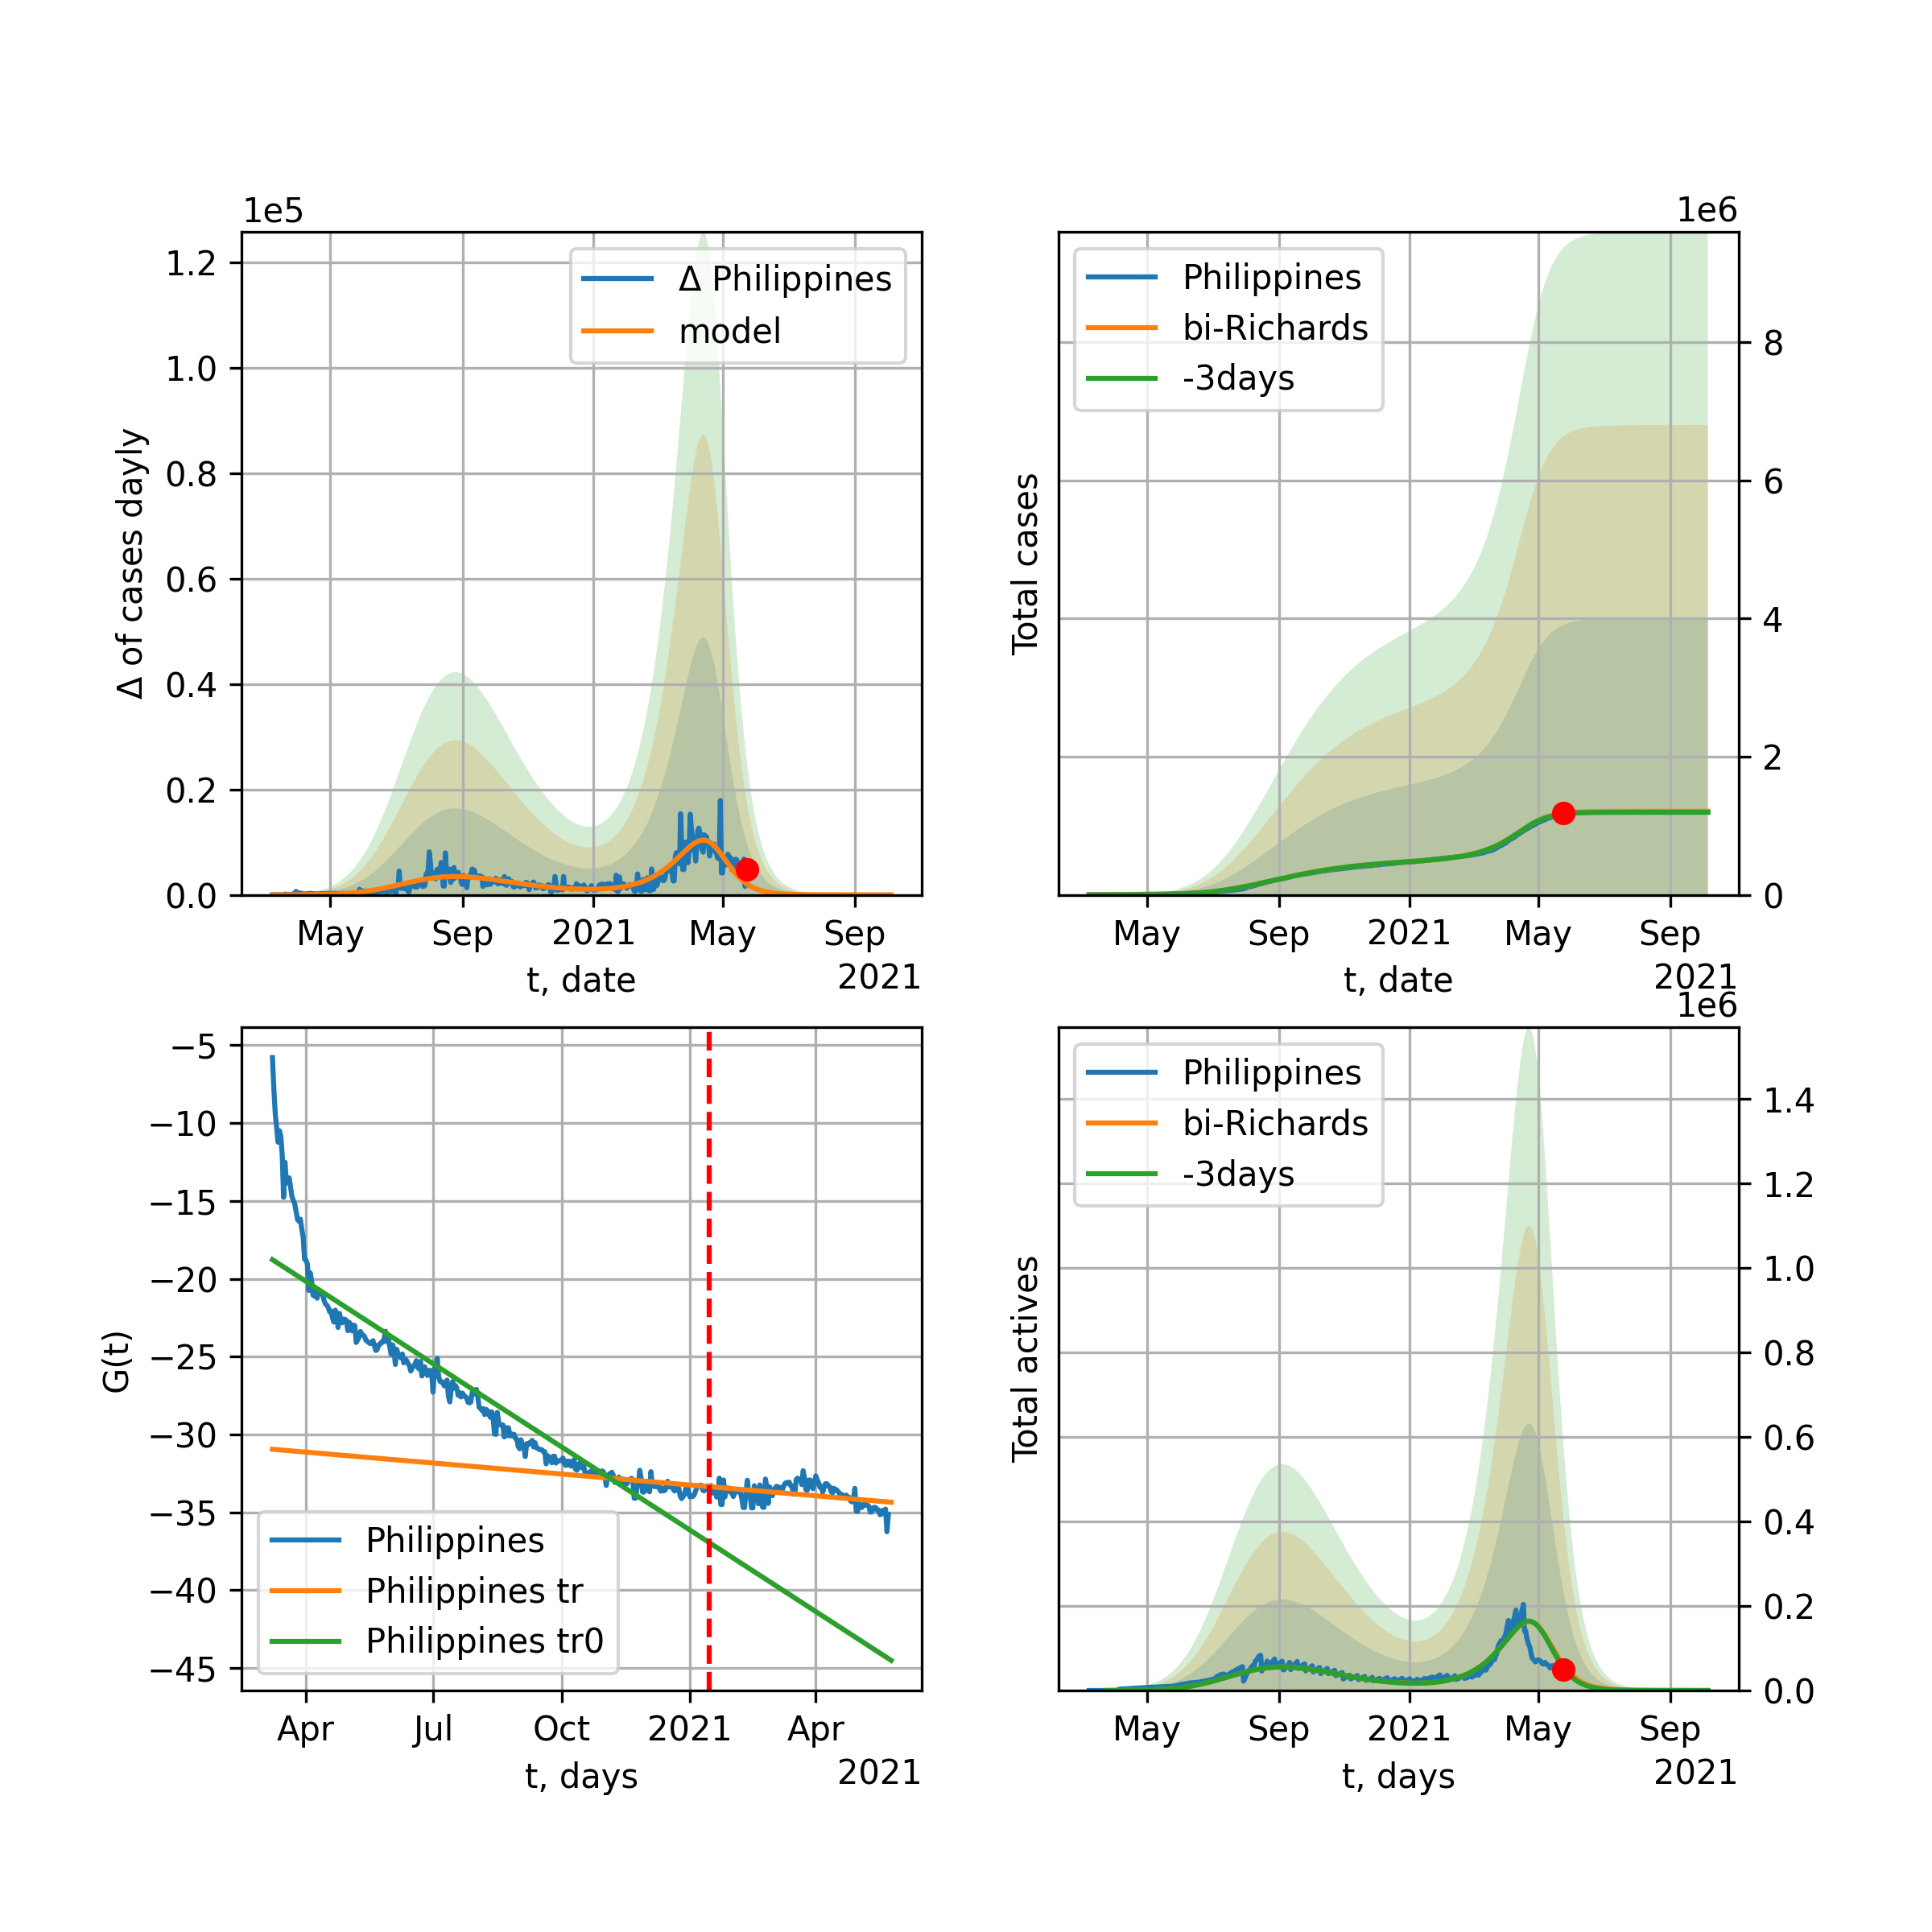 1e5
1.2
1.0
0.8
0.6
0.4
0.2
0.0
Δ of cases dayly
Δ Philippines
model
May
Sep
2021
May
Sep
t, date
2021
1e6
Philippines
bi-Richards
-3days
Total cases
8
6
4
2
0
May
Sep
2021
May
Sep
t, date
2021
−5
−10
−15
−20
−25
−30
−35
−40
−45
G(t)
Philippines
Philippines tr
Philippines tr0
Apr
Jul
Oct
2021
Apr
t, days
2021
1e6
Philippines
bi-Richards
-3days
Total actives
1.4
1.2
1.0
0.8
0.6
0.4
0.2
0.0
May
Sep
2021
May
Sep
t, days
2021